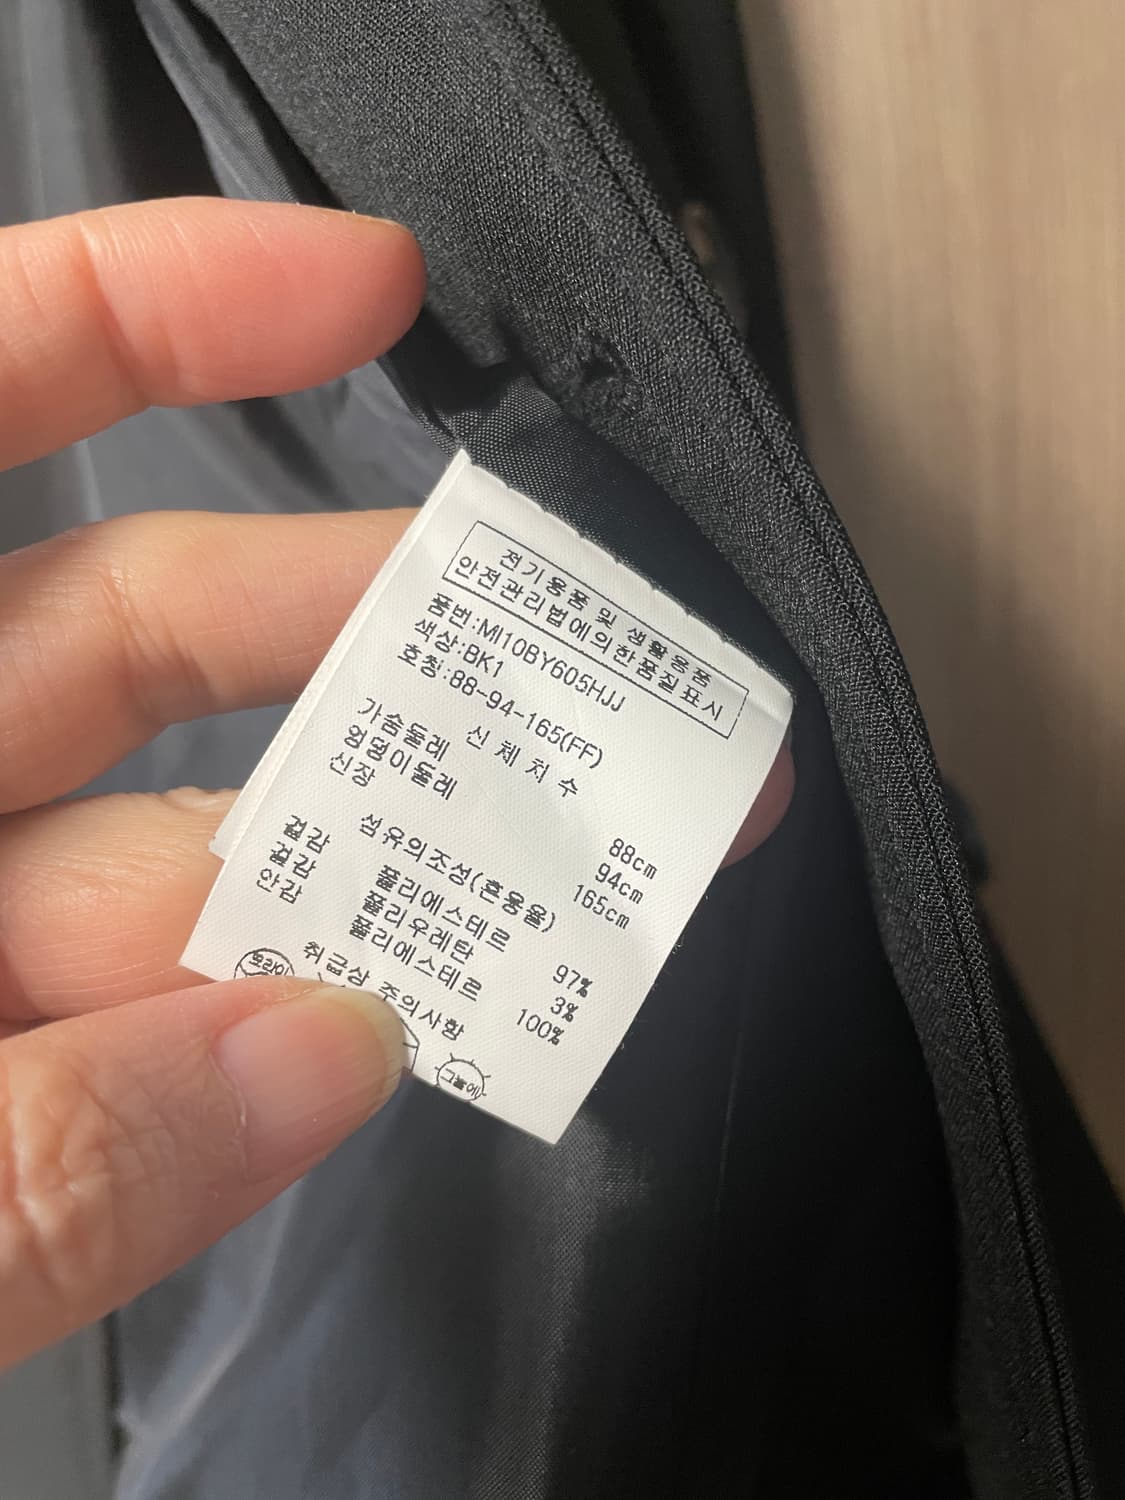 전기용품 및 생활용품
안전관리법에의한품질표시
품번:MI10BY605HJJ
색상:BK1
호칭:88-94-165(FF)
신체치수
가슴둘레 88cm
엉덩이둘레 94cm
신장 165cm
섬유의조성(혼용율)
겉감 폴리에스테르 97%
겉감 폴리우레탄 3%
안감 폴리에스테르 100%
취급상 주의사항
그늘에